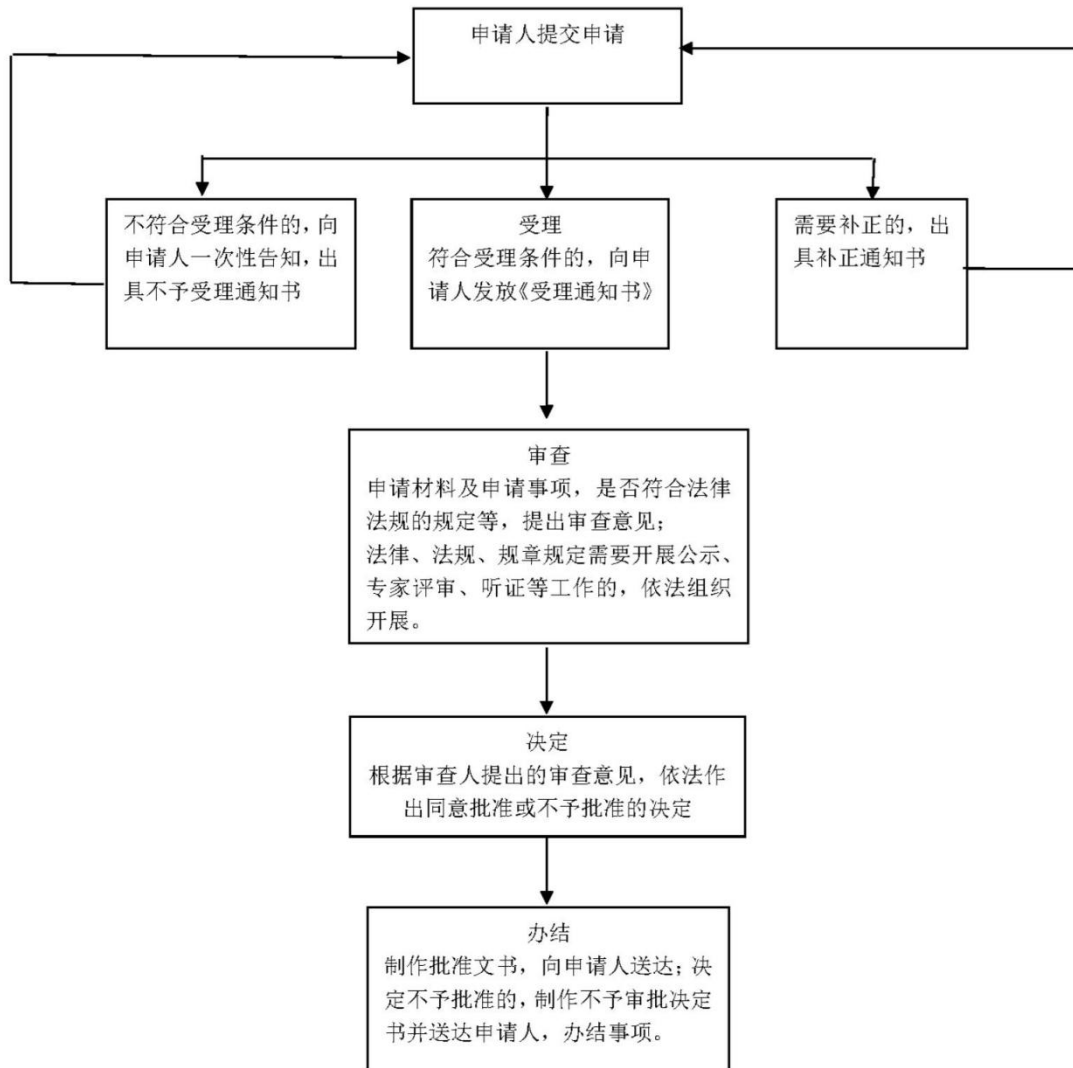 申请人提交申请
不符合受理条件的，向
申请人一次性告知，出
具不予受理通知书
受理
符合受理条件的，向申
请人发放《受理通知书》
需要补正的，出
具补正通知书
审查
申请材料及申请事项，是否符合法律
法规的规定等，提出审查意见；
法律、法规、规章规定需要开展公示、
专家评审、听证等工作的，依法组织
开展。
决定
根据审查人提出的审查意见，依法作
出同意批准或不予批准的决定
办结
制作批准文书，向申请人送达；决
定不予批准的，制作不予审批决定
书并送达申请人，办结事项。